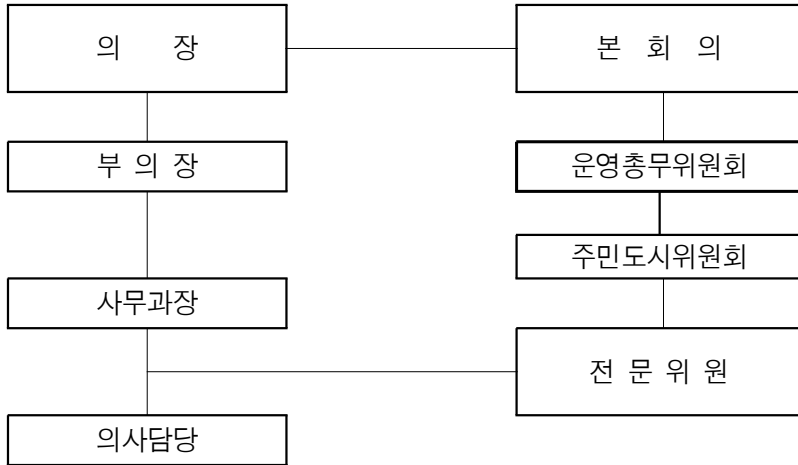 의 장
본 회 의
부 의 장
운영총무위원회
주민도시위원회
사무과장
전 문 위 원
의사담당